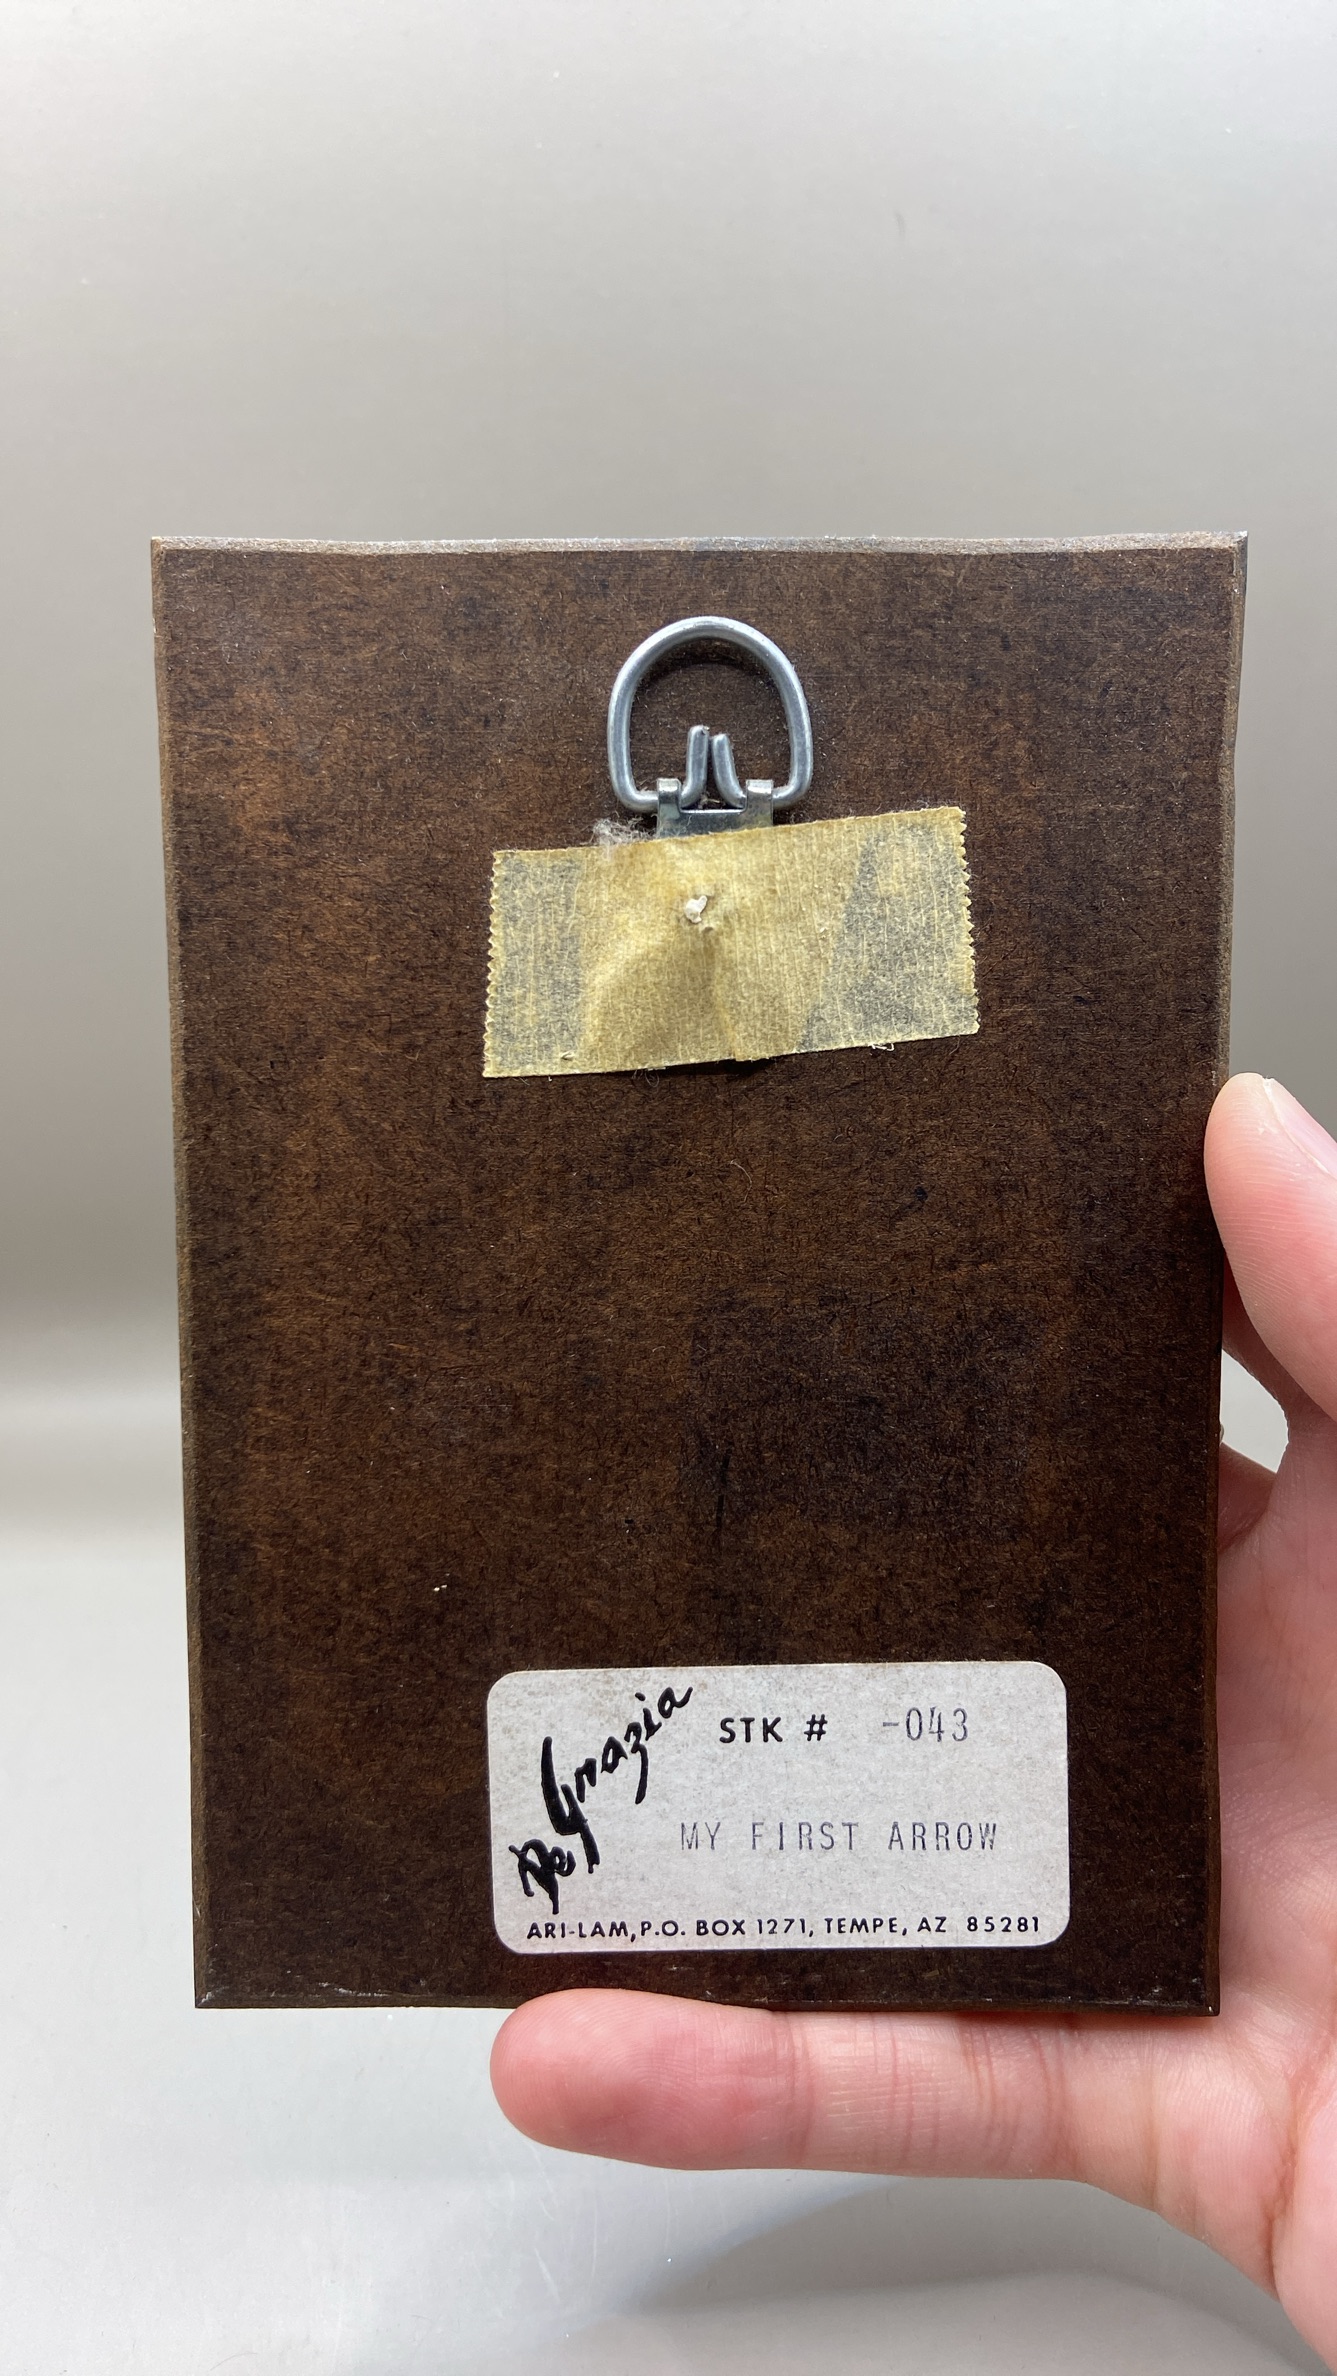 DeGrazia
STK # -043
MY FIRST ARROW
ARI-LAM, P.O. BOX 1271, TEMPE, AZ 85281